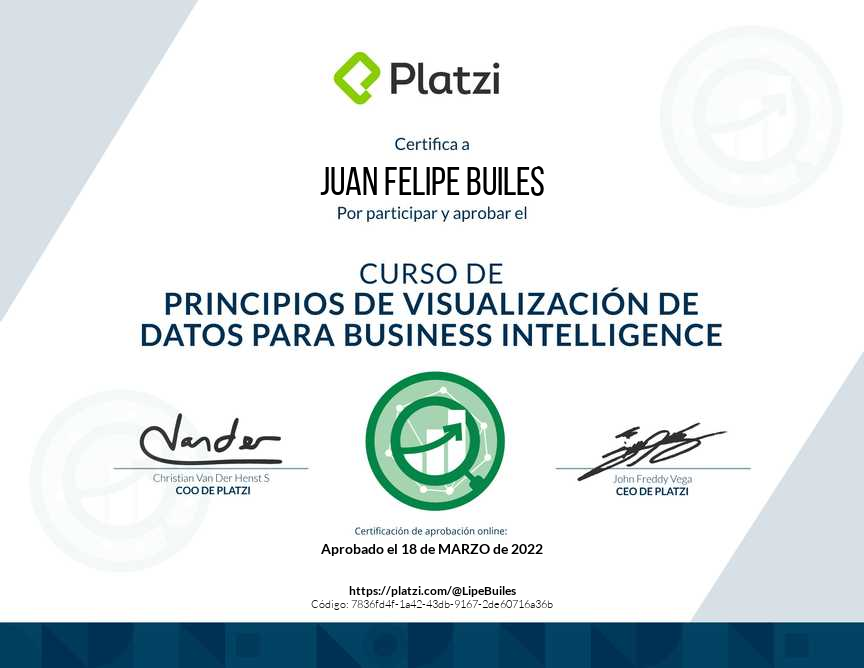 Platzi
Certifica a
JUAN FELIPE BUILES
Por participar y aprobar el
CURSO DE
PRINCIPIOS DE VISUALIZACIÓN DE
DATOS PARA BUSINESS INTELLIGENCE
Vander
Christian Van Der Henst S
COO DE PLATZI
John Freddy Vega
CEO DE PLATZI
Certificación de aprobación online:
Aprobado el 18 de MARZO de 2022
https://platzi.com/@LipeBuiles
Código: 7836fd4f-1a42-43db-9167-2de60716a36b